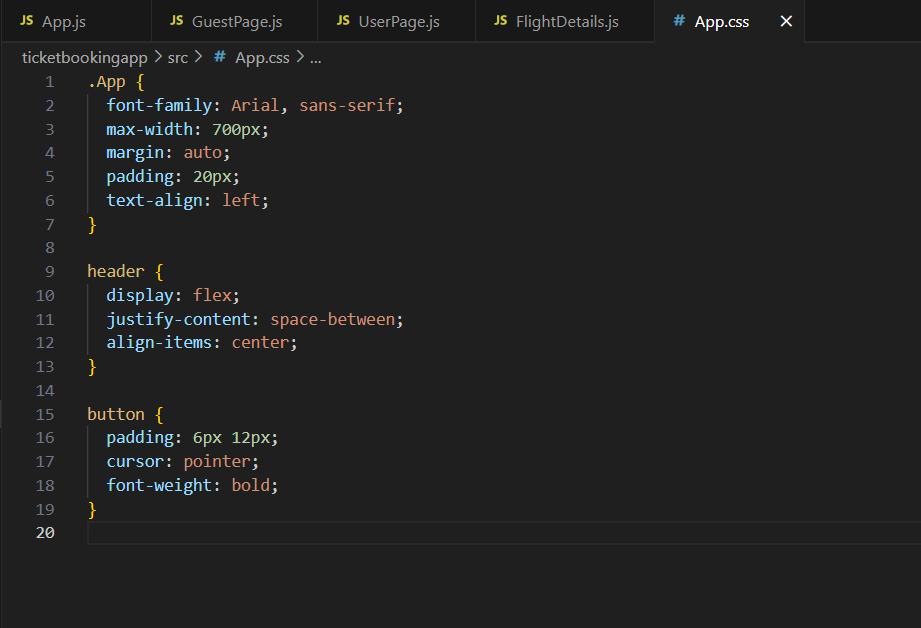 JS App.js JS GuestPage.js JS UserPage.js JS FlightDetails.js # App.css ×
ticketbookingapp > src > # App.css > ...
1 .App {
2 font-family: Arial, sans-serif;
3 max-width: 700px;
4 margin: auto;
5 padding: 20px;
6 text-align: left;
7 }
8
9 header {
10 display: flex;
11 justify-content: space-between;
12 align-items: center;
13 }
14
15 button {
16 padding: 6px 12px;
17 cursor: pointer;
18 font-weight: bold;
19 }
20